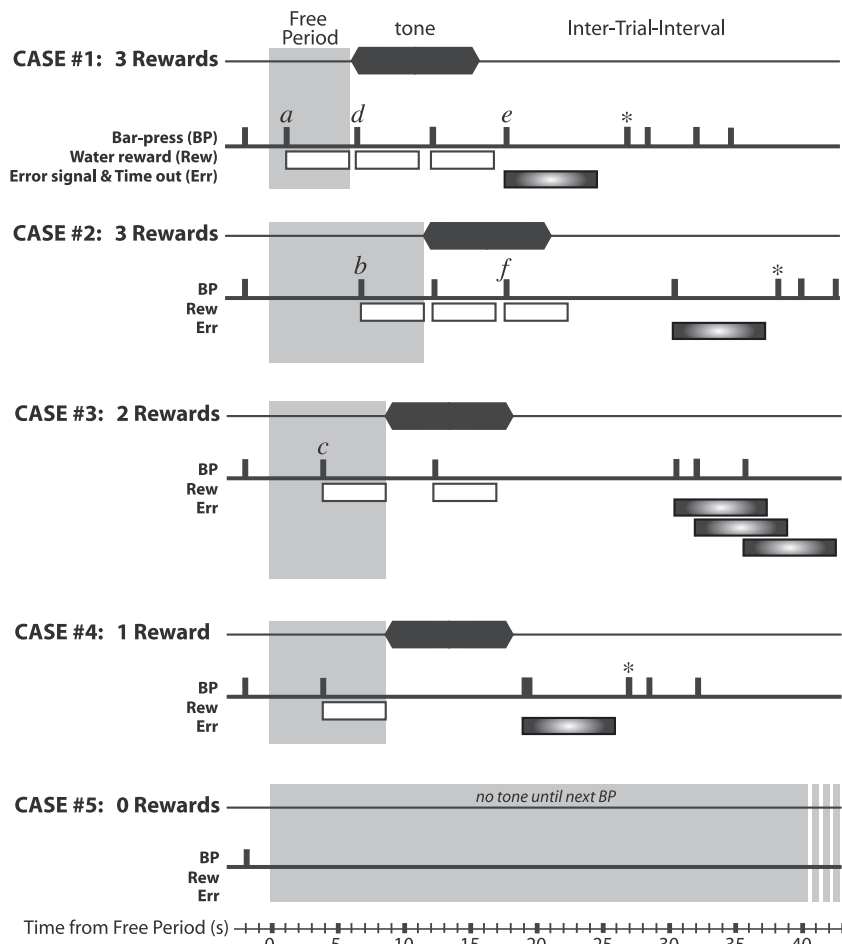 Free
Period
tone
Inter-Trial-Interval
CASE #1: 3 Rewards
a d e *
Bar-press (BP)
Water reward (Rew)
Error signal & Time out (Err)
CASE #2: 3 Rewards
b f *
BP
Rew
Err
CASE #3: 2 Rewards
c
BP
Rew
Err
CASE #4: 1 Reward
*
BP
Rew
Err
CASE #5: 0 Rewards
no tone until next BP
BP
Rew
Err
Time from Free Period (s)
0 5 10 15 20 25 30 35 40